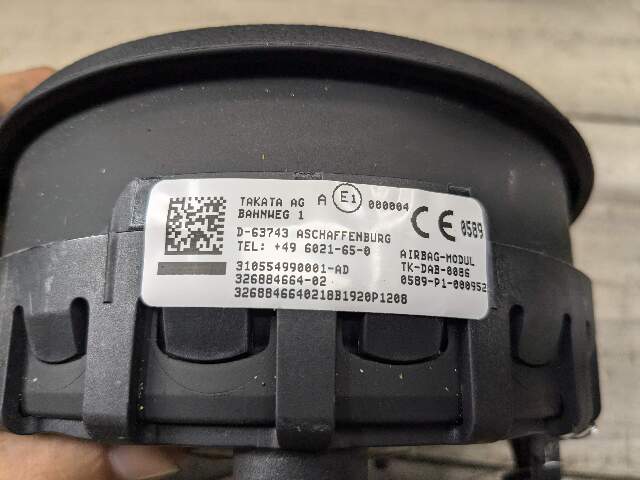 TAKATA AG A E1 000004
BAHNWEG 1
D-63743 ASCHAFFENBURG
TEL: +49 6021-65-0
CE 0589
AIRBAG-MODUL
TK-DAB-0086
0589-P1-000952
310554990001-AD
326884664-02
3268846640218B1920P1208